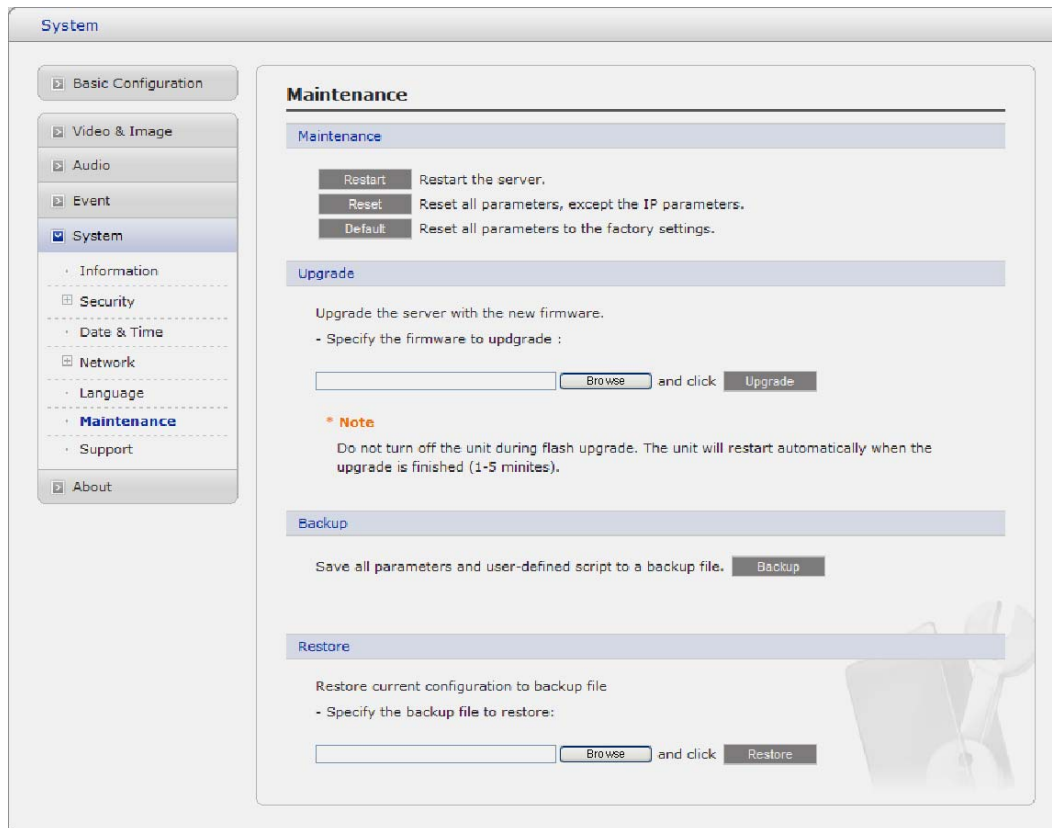 System
Basic Configuration
Video & Image
Audio
Event
System
Information
Security
Date & Time
Network
Language
Maintenance
Support
About
Maintenance
Maintenance
Restart Restart the server.
Reset Reset all parameters, except the IP parameters.
Default Reset all parameters to the factory settings.
Upgrade
Upgrade the server with the new firmware.
- Specify the firmware to updgrade :
Browse and click Upgrade
* Note
Do not turn off the unit during flash upgrade. The unit will restart automatically when the
upgrade is finished (1-5 minites).
Backup
Save all parameters and user-defined script to a backup file. Backup
Restore
Restore current configuration to backup file
- Specify the backup file to restore:
Browse and click Restore